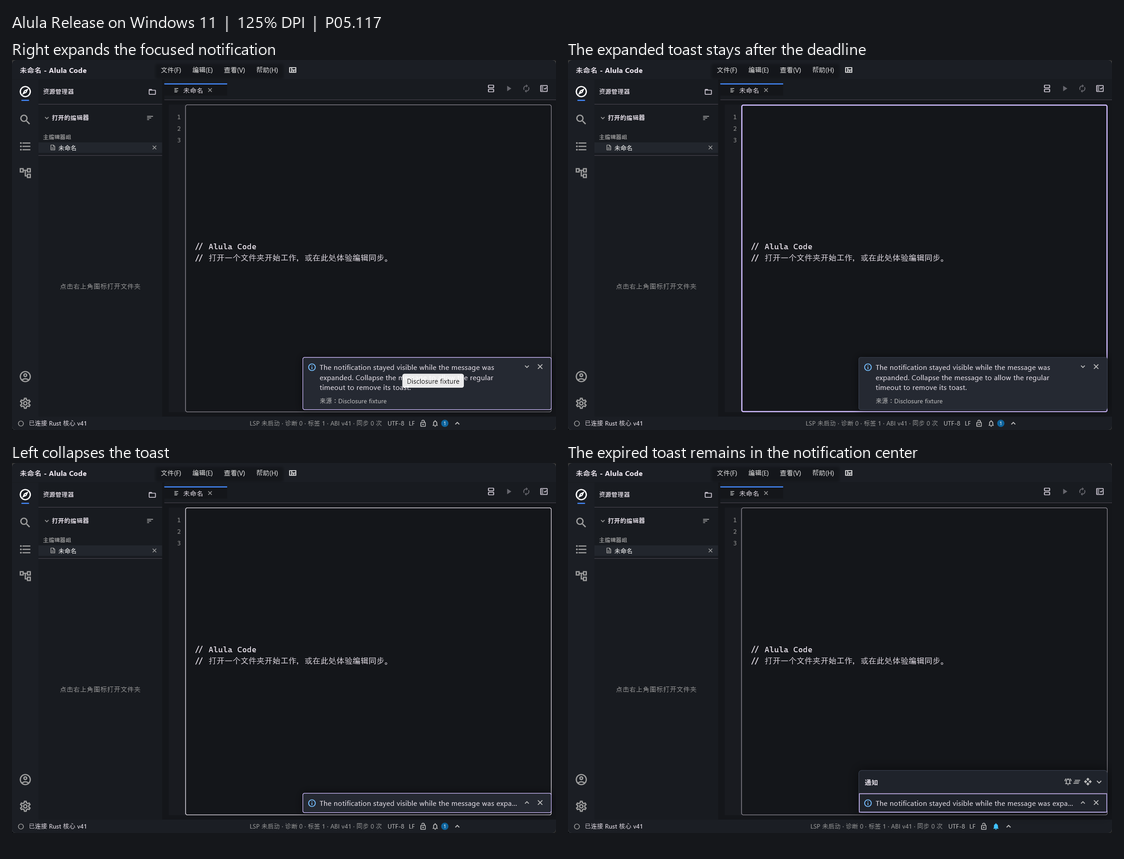 Alula Release on Windows 11 | 125% DPI | P05.117
Right expands the focused notification
未命名 - Alula Code
文件(F) 编辑(E) 查看(V) 帮助(H)
资源管理器
未命名
打开的编辑器
主编辑器组
未命名
1
2
3
// Alula Code
// 打开一个文件夹开始工作，或在此处体验编辑同步。
点击右上角图标打开文件夹
The notification stayed visible while the message was
expanded. Collapse the m e regular
timeout to remove its toast.
Disclosure fixture
来源：Disclosure fixture
已连接 Rust 核心 v41
LSP 未启动 · 诊断 0 · 标签 1 · ABI v41 · 同步 0 次 UTF-8 LF 1
The expanded toast stays after the deadline
未命名 - Alula Code
文件(F) 编辑(E) 查看(V) 帮助(H)
资源管理器
未命名
打开的编辑器
主编辑器组
未命名
1
2
3
// Alula Code
// 打开一个文件夹开始工作，或在此处体验编辑同步。
点击右上角图标打开文件夹
The notification stayed visible while the message was
expanded. Collapse the message to allow the regular
timeout to remove its toast.
来源：Disclosure fixture
已连接 Rust 核心 v41
LSP 未启动 · 诊断 0 · 标签 1 · ABI v41 · 同步 0 次 UTF-8 LF 1
Left collapses the toast
未命名 - Alula Code
文件(F) 编辑(E) 查看(V) 帮助(H)
资源管理器
未命名
打开的编辑器
主编辑器组
未命名
1
2
3
// Alula Code
// 打开一个文件夹开始工作，或在此处体验编辑同步。
点击右上角图标打开文件夹
The notification stayed visible while the message was expa...
已连接 Rust 核心 v41
LSP 未启动 · 诊断 0 · 标签 1 · ABI v41 · 同步 0 次 UTF-8 LF 1
The expired toast remains in the notification center
未命名 - Alula Code
文件(F) 编辑(E) 查看(V) 帮助(H)
资源管理器
未命名
打开的编辑器
主编辑器组
未命名
1
2
3
// Alula Code
// 打开一个文件夹开始工作，或在此处体验编辑同步。
点击右上角图标打开文件夹
通知
The notification stayed visible while the message was expa...
已连接 Rust 核心 v41
LSP 未启动 · 诊断 0 · 标签 1 · ABI v41 · 同步 0 次 UTF-8 LF